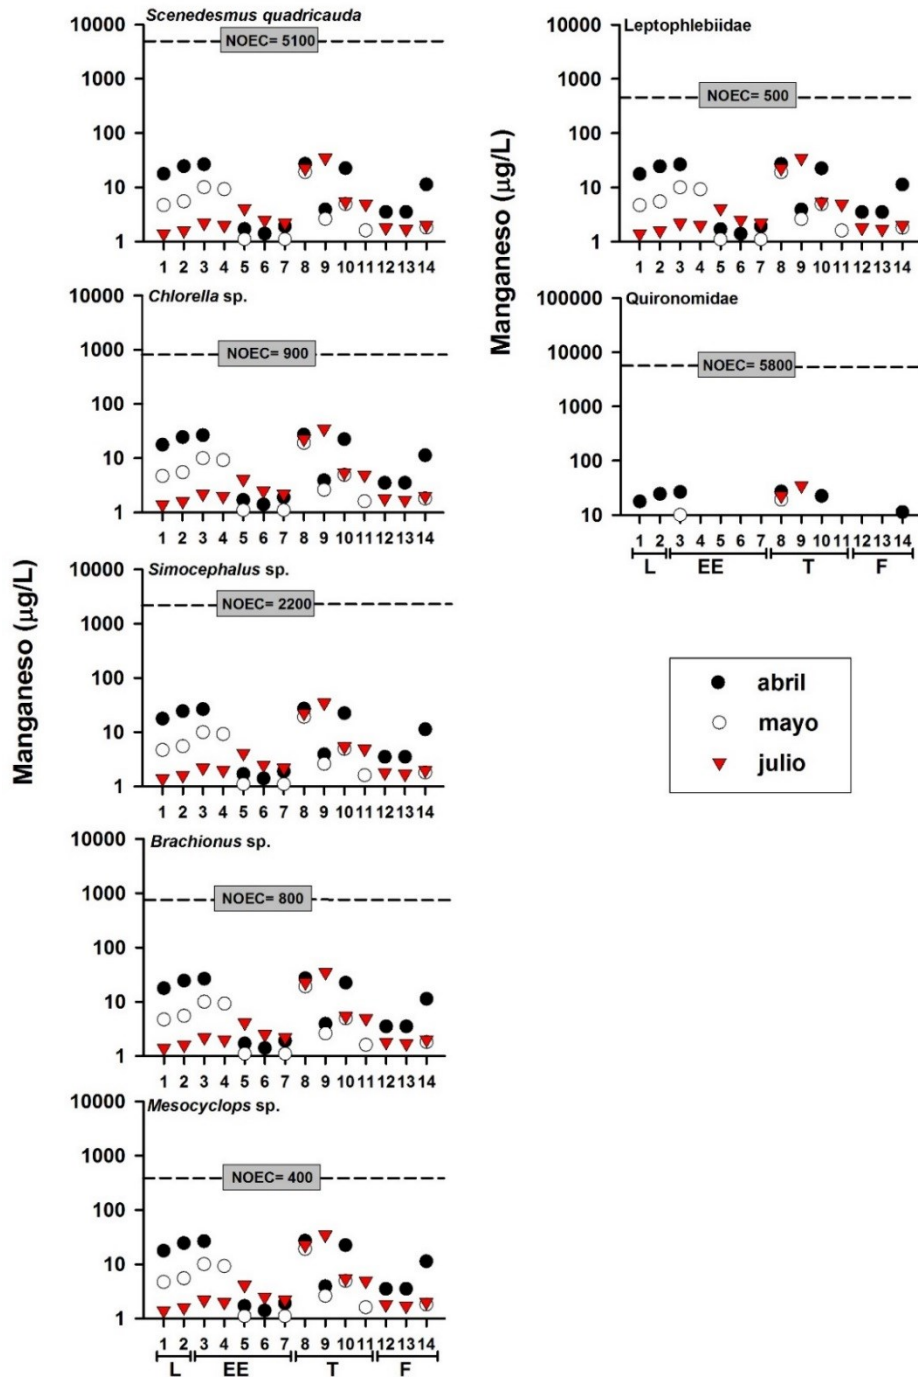 Manganeso (µg/L)
Scenedesmus quadricauda
10000
1000
100
10
1
NOEC= 5100
1 2 3 4 5 6 7 8 9 10 11 12 13 14
Chlorella sp.
10000
1000
100
10
1
NOEC= 900
1 2 3 4 5 6 7 8 9 10 11 12 13 14
Simocephalus sp.
10000
1000
100
10
1
NOEC= 2200
1 2 3 4 5 6 7 8 9 10 11 12 13 14
Brachionus sp.
10000
1000
100
10
1
NOEC= 800
1 2 3 4 5 6 7 8 9 10 11 12 13 14
Mesocyclops sp.
10000
1000
100
10
1
NOEC= 400
1 2 3 4 5 6 7 8 9 10 11 12 13 14
L EE T F
Manganeso (µg/L)
Leptophlebiidae
10000
1000
100
10
1
NOEC= 500
1 2 3 4 5 6 7 8 9 10 11 12 13 14
Quironomidae
100000
10000
1000
100
10
NOEC= 5800
1 2 3 4 5 6 7 8 9 10 11 12 13 14
L EE T F
abril
mayo
julio